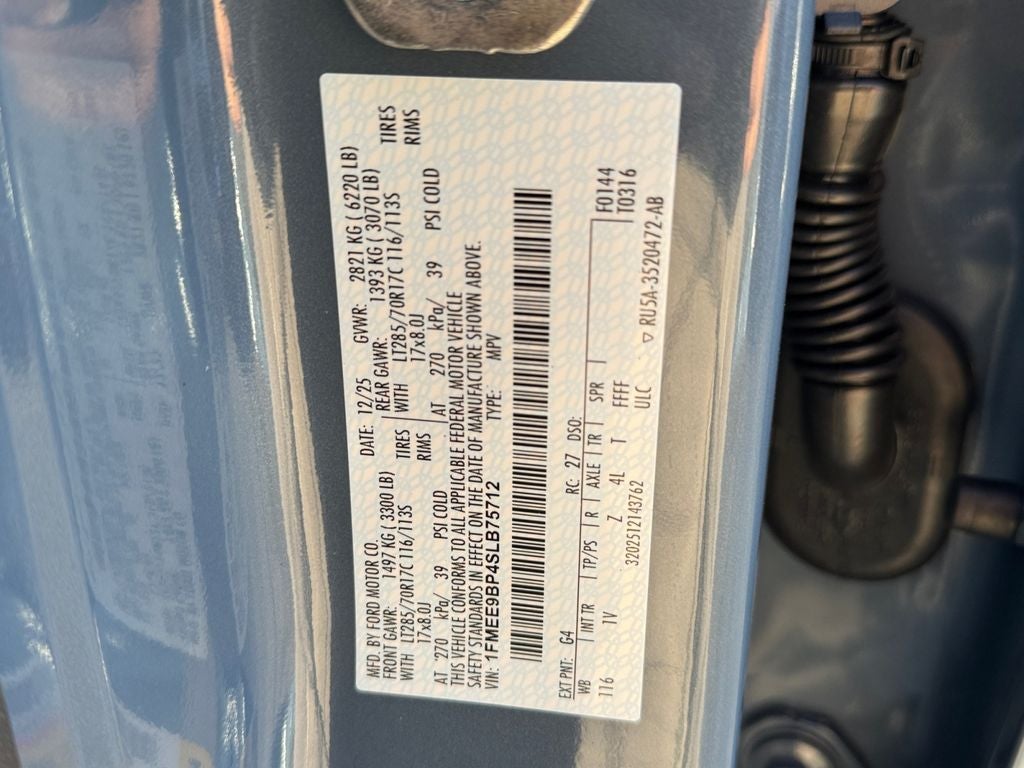 MFD. BY FORD MOTOR CO.
DATE: 12/25 GVWR: 2821 KG ( 6220 LB)
FRONT GAWR: 1497 KG ( 3300 LB) REAR GAWR: 1393 KG ( 3070 LB)
WITH LT285/70R17C 116/113S TIRES WITH LT285/70R17C 116/113S TIRES
17x8.0J RIMS 17x8.0J RIMS
AT 270 kPa/ 39 PSI COLD AT 270 kPa/ 39 PSI COLD
THIS VEHICLE CONFORMS TO ALL APPLICABLE FEDERAL MOTOR VEHICLE
SAFETY STANDARDS IN EFFECT ON THE DATE OF MANUFACTURE SHOWN ABOVE.
VIN: 1FMEE9BP4SLB75712 TYPE: MPV
EXT PNT: G4 RC: 27 DSO: F0144
WB INT TR TP/PS R AXLE TR SPR T0316
116 1V Z 4L T FFFF
3202512143762 ULC
▽ RU5A-3520472-AB